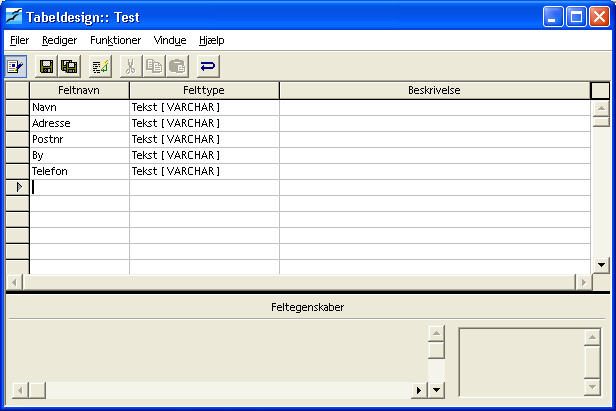 Tabeldesign:: Test
Filer Rediger Funktioner Vindue Hjælp
Feltnavn Felttype Beskrivelse
Navn Tekst [ VARCHAR ]
Adresse Tekst [ VARCHAR ]
Postnr Tekst [ VARCHAR ]
By Tekst [ VARCHAR ]
Telefon Tekst [ VARCHAR ]
Feltegenskaber